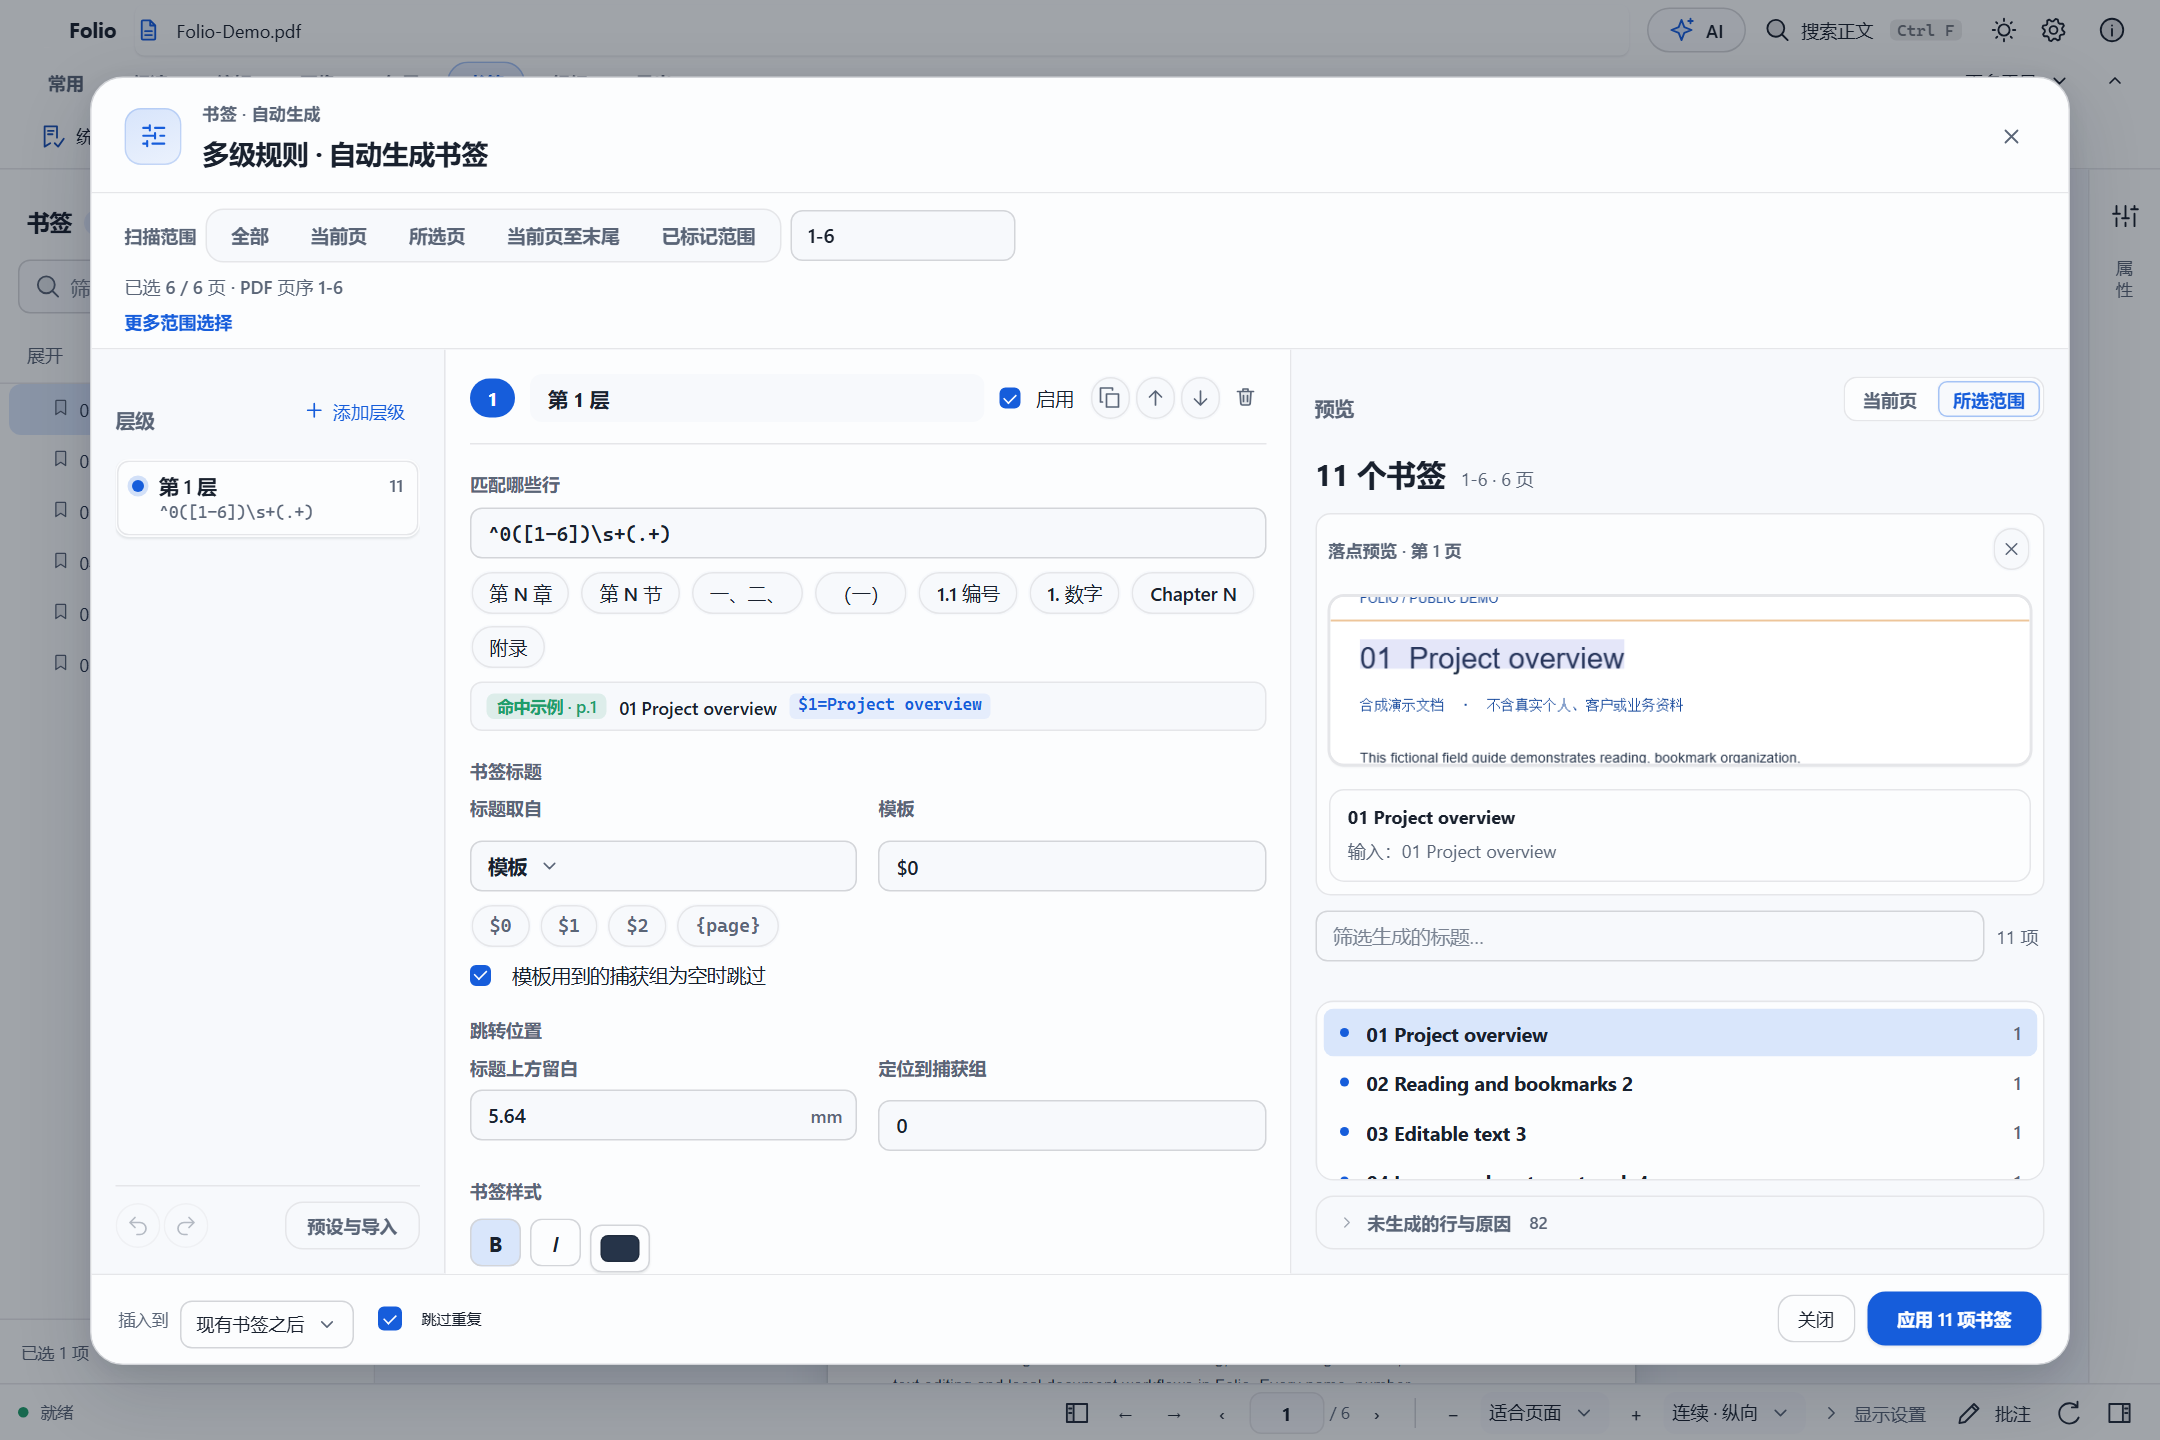 Folio
Folio-Demo.pdf
AI
搜索正文
Ctrl F
常用
书签 · 自动生成
多级规则 · 自动生成书签
扫描范围
全部
当前页
所选页
当前页至末尾
已标记范围
1-6
已选 6 / 6 页 · PDF 页序 1-6
更多范围选择
书签
展开
属性
层级
添加层级
第 1 层
11
^0([1-6])\s+(.+)
预设与导入
1
第 1 层
启用
匹配哪些行
^0([1-6])\s+(.+)
第 N 章
第 N 节
一、二、
(一)
1.1 编号
1. 数字
Chapter N
附录
命中示例 · p.1
01 Project overview
$1=Project overview
书签标题
标题取自
模板
模板
$0
$0
$1
$2
{page}
模板用到的捕获组为空时跳过
跳转位置
标题上方留白
定位到捕获组
5.64
mm
0
书签样式
B
I
预览
当前页
所选范围
11 个书签
1-6 · 6 页
落点预览 · 第 1 页
FOLIO / PUBLIC DEMO
01 Project overview
合成演示文档 · 不含真实个人、客户或业务资料
This fictional field guide demonstrates reading, bookmark organization,
01 Project overview
输入：01 Project overview
筛选生成的标题...
11 项
01 Project overview
1
02 Reading and bookmarks 2
1
03 Editable text 3
1
未生成的行与原因
82
插入到
现有书签之后
跳过重复
关闭
应用 11 项书签
已选 1 项
就绪
1
/ 6
适合页面
连续 · 纵向
显示设置
批注